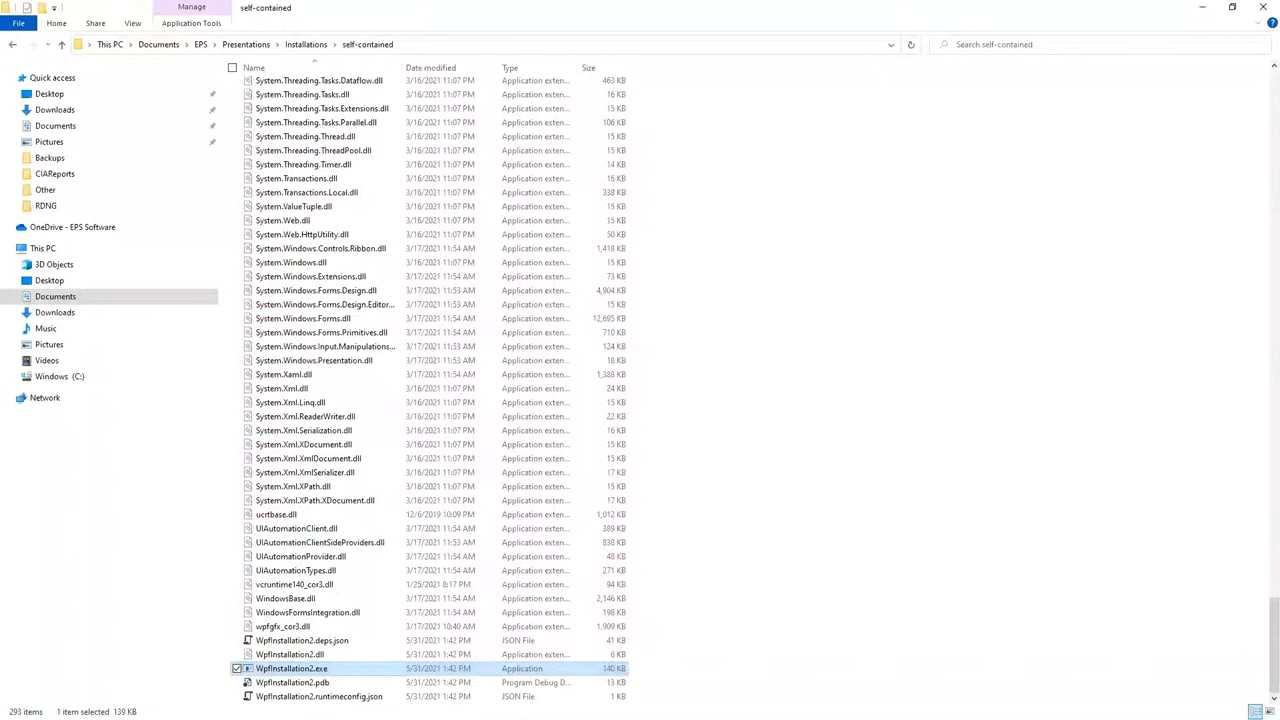 Manage
self-contained
File Home Share View Application Tools
This PC Documents EPS Presentations Installations self-contained
Search self-contained
Name Date modified Type Size
Quick access
Desktop
Downloads
Documents
Pictures
Backups
CIAReports
Other
RDNG
OneDrive - EPS Software
This PC
3D Objects
Desktop
Documents
Downloads
Music
Pictures
Videos
Windows (C:)
Network
System.Threading.Tasks.Dataflow.dll 3/16/2021 11:07 PM Application exten... 463 KB
System.Threading.Tasks.dll 3/16/2021 11:07 PM Application exten... 16 KB
System.Threading.Tasks.Extensions.dll 3/16/2021 11:07 PM Application exten... 15 KB
System.Threading.Tasks.Parallel.dll 3/16/2021 11:07 PM Application exten... 106 KB
System.Threading.Thread.dll 3/16/2021 11:07 PM Application exten... 15 KB
System.Threading.ThreadPool.dll 3/16/2021 11:07 PM Application exten... 15 KB
System.Threading.Timer.dll 3/16/2021 11:07 PM Application exten... 14 KB
System.Transactions.dll 3/16/2021 11:07 PM Application exten... 16 KB
System.Transactions.Local.dll 3/16/2021 11:07 PM Application exten... 338 KB
System.ValueTuple.dll 3/16/2021 11:07 PM Application exten... 15 KB
System.Web.dll 3/16/2021 11:07 PM Application exten... 15 KB
System.Web.HttpUtility.dll 3/16/2021 11:07 PM Application exten... 50 KB
System.Windows.Controls.Ribbon.dll 3/17/2021 11:54 AM Application exten... 1,418 KB
System.Windows.dll 3/16/2021 11:07 PM Application exten... 15 KB
System.Windows.Extensions.dll 3/17/2021 11:54 AM Application exten... 73 KB
System.Windows.Forms.Design.dll 3/17/2021 11:53 AM Application exten... 4,904 KB
System.Windows.Forms.Design.Editor... 3/17/2021 11:53 AM Application exten... 15 KB
System.Windows.Forms.dll 3/17/2021 11:54 AM Application exten... 12,695 KB
System.Windows.Forms.Primitives.dll 3/17/2021 11:54 AM Application exten... 710 KB
System.Windows.Input.Manipulations... 3/17/2021 11:54 AM Application exten... 124 KB
System.Windows.Presentation.dll 3/17/2021 11:53 AM Application exten... 18 KB
System.Xaml.dll 3/17/2021 11:54 AM Application exten... 1,388 KB
System.Xml.dll 3/16/2021 11:07 PM Application exten... 24 KB
System.Xml.Linq.dll 3/16/2021 11:07 PM Application exten... 15 KB
System.Xml.ReaderWriter.dll 3/16/2021 11:07 PM Application exten... 22 KB
System.Xml.Serialization.dll 3/16/2021 11:07 PM Application exten... 16 KB
System.Xml.XDocument.dll 3/16/2021 11:07 PM Application exten... 15 KB
System.Xml.XmlDocument.dll 3/16/2021 11:07 PM Application exten... 15 KB
System.Xml.XmlSerializer.dll 3/16/2021 11:07 PM Application exten... 17 KB
System.Xml.XPath.dll 3/16/2021 11:07 PM Application exten... 15 KB
System.Xml.XPath.XDocument.dll 3/16/2021 11:07 PM Application exten... 17 KB
ucrtbase.dll 12/6/2019 10:09 PM Application exten... 1,012 KB
UIAutomationClient.dll 3/17/2021 11:54 AM Application exten... 389 KB
UIAutomationClientSideProviders.dll 3/17/2021 11:53 AM Application exten... 838 KB
UIAutomationProvider.dll 3/17/2021 11:54 AM Application exten... 48 KB
UIAutomationTypes.dll 3/17/2021 11:54 AM Application exten... 271 KB
vcruntime140_cor3.dll 1/25/2021 8:17 PM Application exten... 94 KB
WindowsBase.dll 3/17/2021 11:54 AM Application exten... 2,146 KB
WindowsFormsIntegration.dll 3/17/2021 11:54 AM Application exten... 198 KB
wpfgfx_cor3.dll 3/17/2021 10:40 AM Application exten... 1,909 KB
WpfInstallation2.deps.json 5/31/2021 1:42 PM JSON File 41 KB
WpfInstallation2.dll 5/31/2021 1:42 PM Application exten... 6 KB
WpfInstallation2.exe 5/31/2021 1:42 PM Application 140 KB
WpfInstallation2.pdb 5/31/2021 1:42 PM Program Debug D... 13 KB
WpfInstallation2.runtimeconfig.json 5/31/2021 1:42 PM JSON File 1 KB
293 items 1 item selected 139 KB